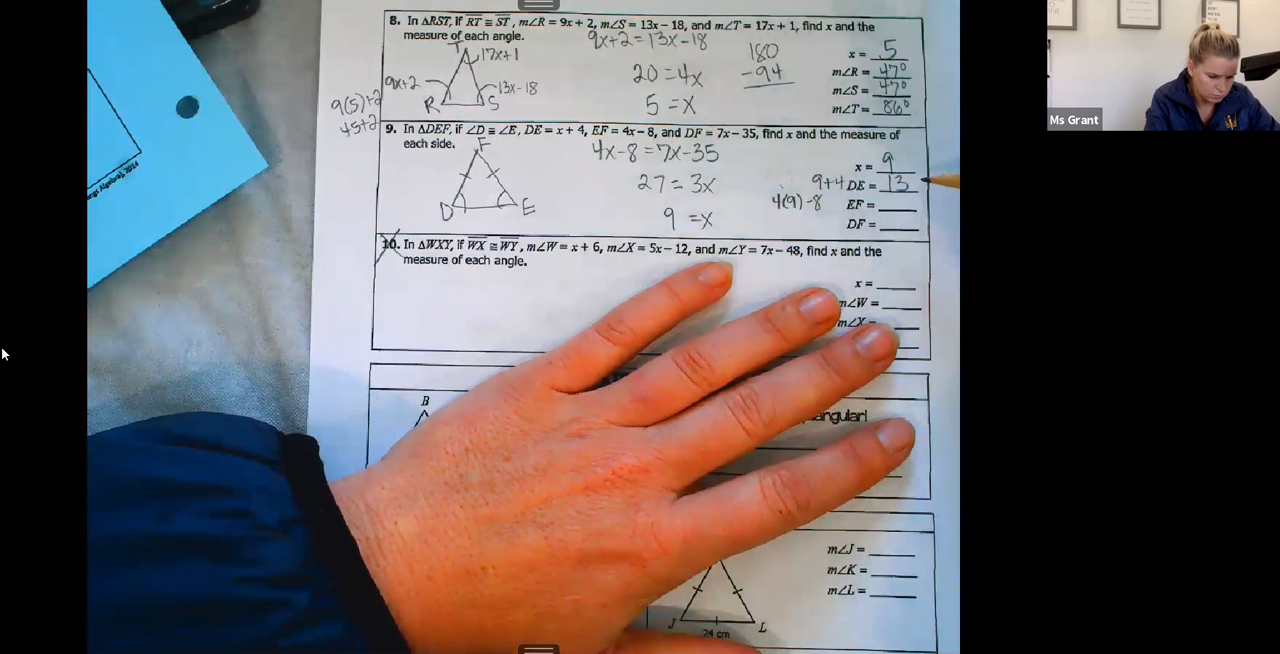 8. In ΔRST, if RT ≅ ST, m∠R = 9x + 2, m∠S = 13x – 18, and m∠T = 17x + 1, find x and the
measure of each angle.
9x+2=13x-18
20=4x
5=x
180
-94
T
17x+1
9x+2
13x-18
R
S
9(5)+2
45+2
x = 5
m∠R = 47°
m∠S = 47°
m∠T = 86°
9. In ΔDEF, if ∠D ≅ ∠E, DE = x + 4, EF = 4x – 8, and DF = 7x – 35, find x and the measure of
each side.
F
D
E
4x-8=7x-35
27=3x
9=x
x = 9
9+4 DE = 13
4(9)-8 EF =
DF =
10. In ΔWXY, if WX ≅ WY, m∠W = x + 6, m∠X = 5x – 12, and m∠Y = 7x – 48, find x and the
measure of each angle.
x =
m∠W =
m∠X =
B
J
L
24 cm
m∠J =
m∠K =
m∠L =
Algebra), 2014
Ms Grant